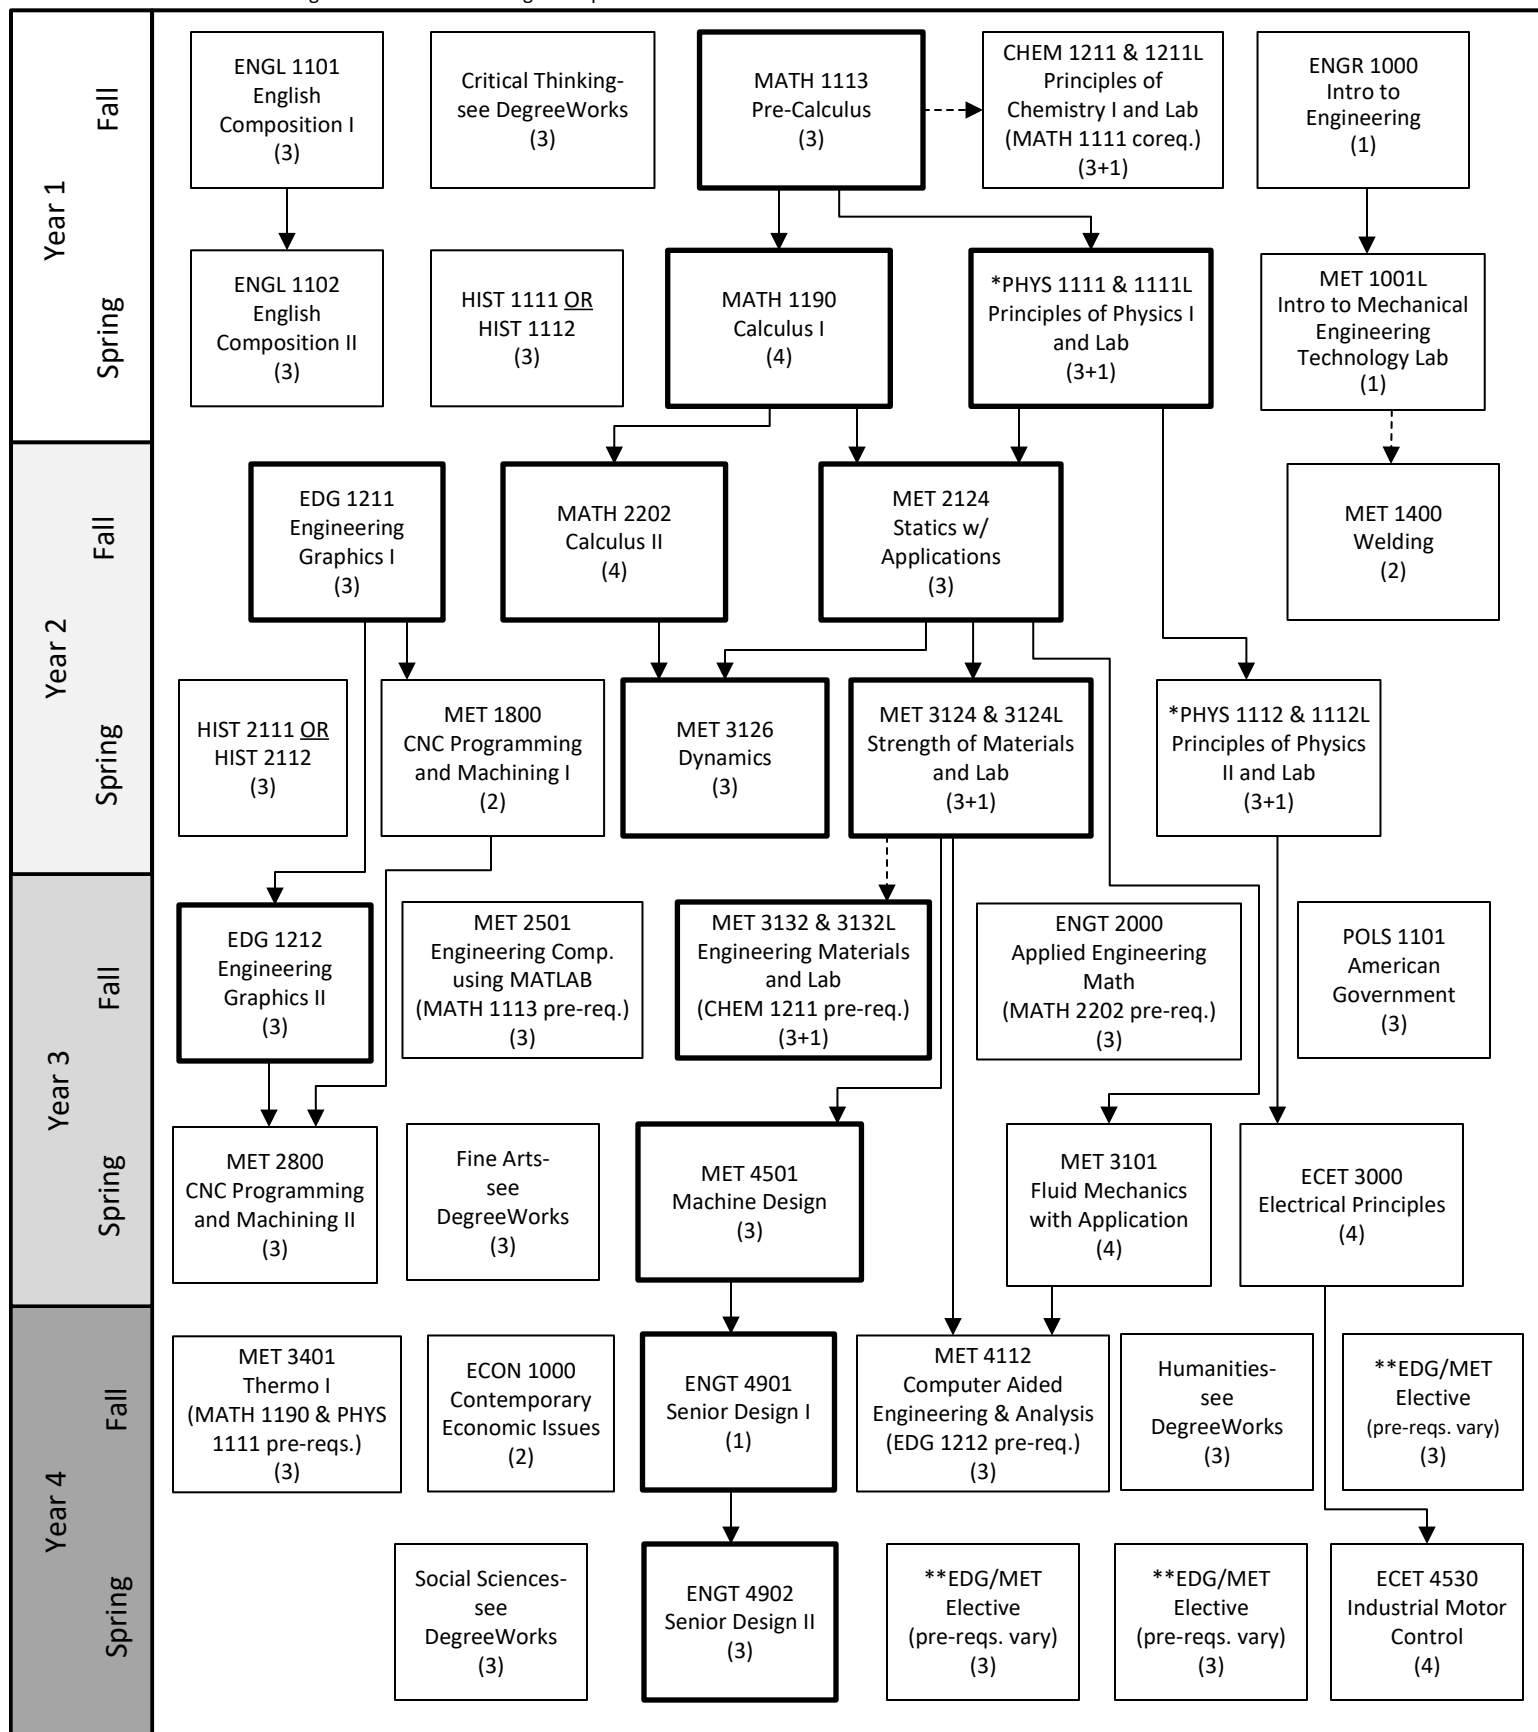 Year 1
Fall
ENGL 1101
English
Composition I
(3)
Critical Thinking-
see DegreeWorks
(3)
MATH 1113
Pre-Calculus
(3)
CHEM 1211 & 1211L
Principles of
Chemistry I and Lab
(MATH 1111 coreq.)
(3+1)
ENGR 1000
Intro to
Engineering
(1)
Spring
ENGL 1102
English
Composition II
(3)
HIST 1111 OR
HIST 1112
(3)
MATH 1190
Calculus I
(4)
*PHYS 1111 & 1111L
Principles of Physics I
and Lab
(3+1)
MET 1001L
Intro to Mechanical
Engineering
Technology Lab
(1)
Year 2
Fall
EDG 1211
Engineering
Graphics I
(3)
MATH 2202
Calculus II
(4)
MET 2124
Statics w/
Applications
(3)
MET 1400
Welding
(2)
Spring
HIST 2111 OR
HIST 2112
(3)
MET 1800
CNC Programming
and Machining I
(2)
MET 3126
Dynamics
(3)
MET 3124 & 3124L
Strength of Materials
and Lab
(3+1)
*PHYS 1112 & 1112L
Principles of Physics
II and Lab
(3+1)
Year 3
Fall
EDG 1212
Engineering
Graphics II
(3)
MET 2501
Engineering Comp.
using MATLAB
(MATH 1113 pre-req.)
(3)
MET 3132 & 3132L
Engineering Materials
and Lab
(CHEM 1211 pre-req.)
(3+1)
ENGT 2000
Applied Engineering
Math
(MATH 2202 pre-req.)
(3)
POLS 1101
American
Government
(3)
Spring
MET 2800
CNC Programming
and Machining II
(3)
Fine Arts-
see
DegreeWorks
(3)
MET 4501
Machine Design
(3)
MET 3101
Fluid Mechanics
with Application
(4)
ECET 3000
Electrical Principles
(4)
Year 4
Fall
MET 3401
Thermo I
(MATH 1190 & PHYS
1111 pre-reqs.)
(3)
ECON 1000
Contemporary
Economic Issues
(2)
ENGT 4901
Senior Design I
(1)
MET 4112
Computer Aided
Engineering & Analysis
(EDG 1212 pre-req.)
(3)
Humanities-
see
DegreeWorks
(3)
**EDG/MET
Elective
(pre-reqs. vary)
(3)
Spring
Social Sciences-
see
DegreeWorks
(3)
ENGT 4902
Senior Design II
(3)
**EDG/MET
Elective
(pre-reqs. vary)
(3)
**EDG/MET
Elective
(pre-reqs. vary)
(3)
ECET 4530
Industrial Motor
Control
(4)